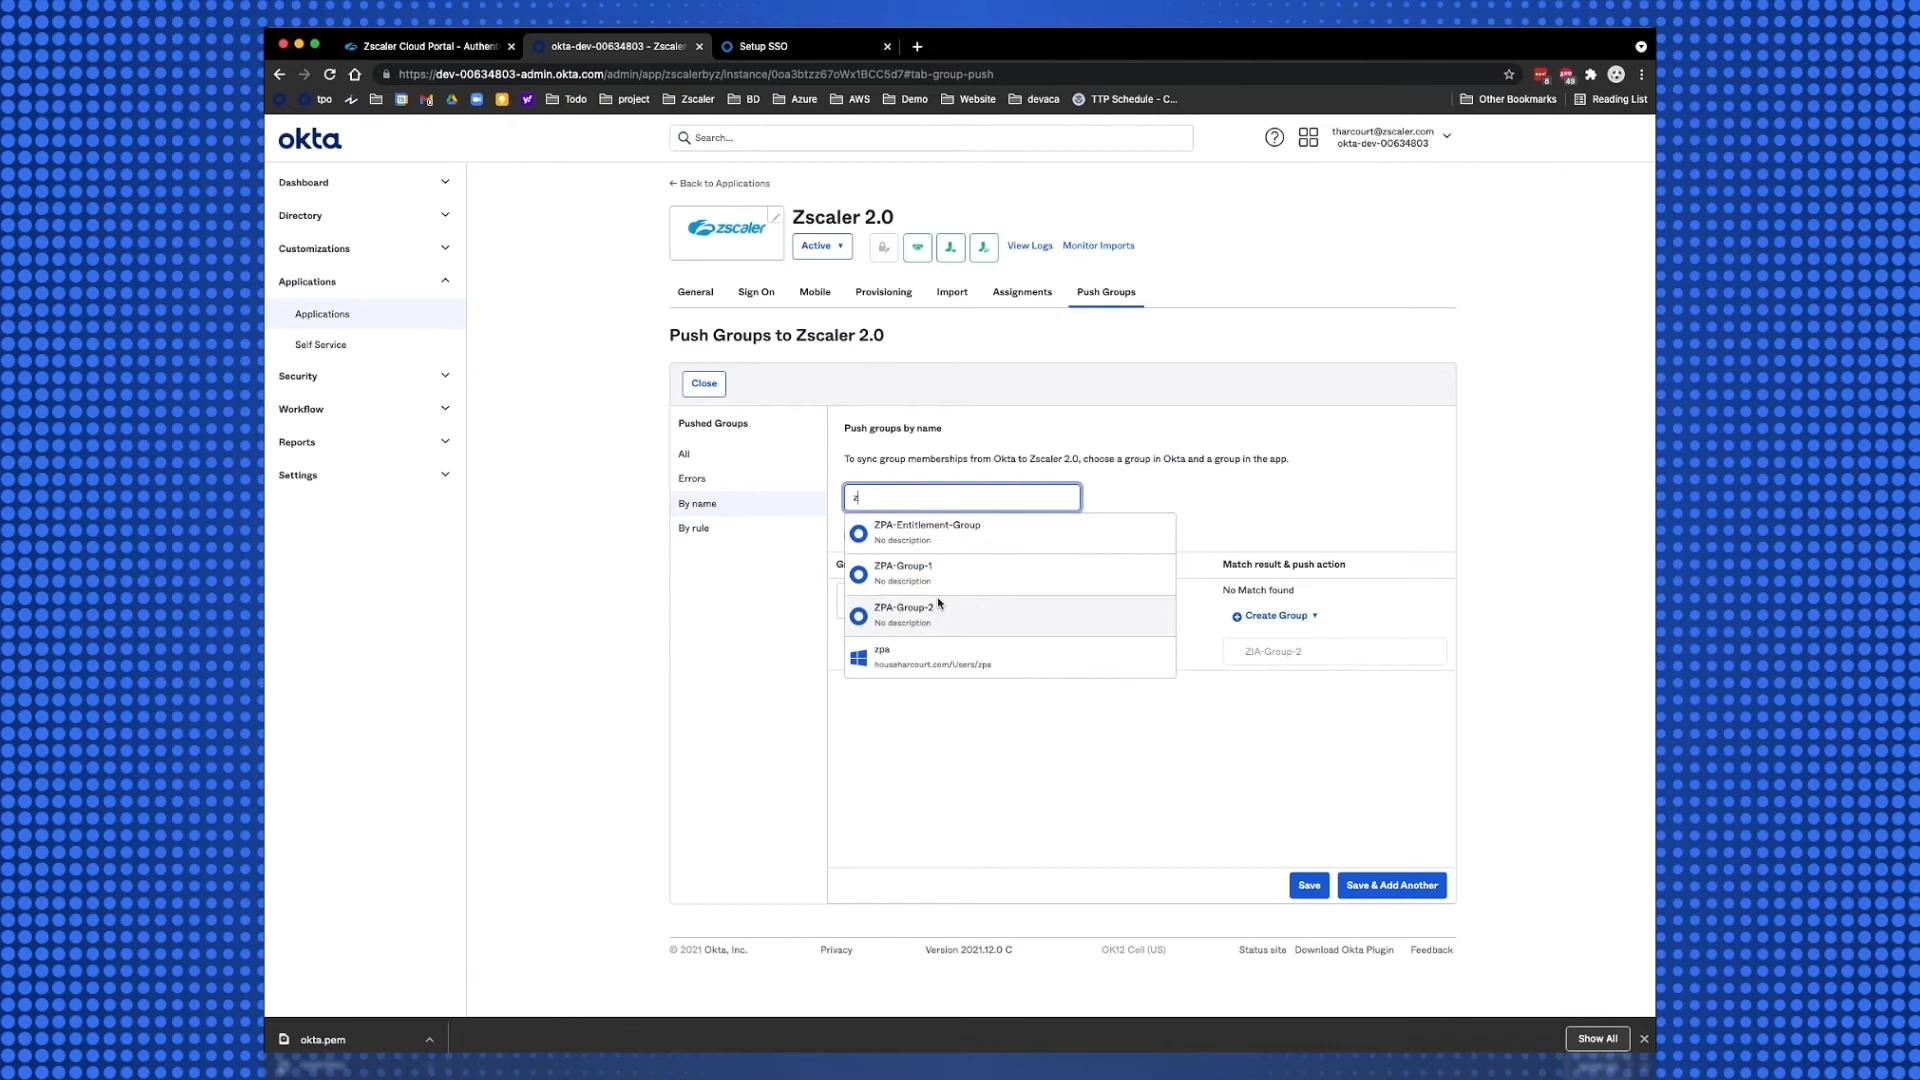 Zscaler Cloud Portal - Authent
okta-dev-00634803 - Zscaler
Setup SSO
https://dev-00634803-admin.okta.com/admin/app/zscalerbyz/instance/0oa3btzz67oWx1BCC5d7#tab-group-push
tpo
Todo
project
Zscaler
BD
Azure
AWS
Demo
Website
devaca
TTP Schedule - C...
Other Bookmarks
Reading List
okta
Search...
tharcourt@zscaler.com
okta-dev-00634803
Dashboard
Directory
Customizations
Applications
Applications
Self Service
Security
Workflow
Reports
Settings
← Back to Applications
zscaler
Zscaler 2.0
Active
View Logs
Monitor Imports
General
Sign On
Mobile
Provisioning
Import
Assignments
Push Groups
Push Groups to Zscaler 2.0
Close
Pushed Groups
All
Errors
By name
By rule
Push groups by name
To sync group memberships from Okta to Zscaler 2.0, choose a group in Okta and a group in the app.
z
ZPA-Entitlement-Group
No description
ZPA-Group-1
No description
ZPA-Group-2
No description
zpa
househarcourt.com/Users/zpa
Match result & push action
No Match found
Create Group
ZIA-Group-2
Save
Save & Add Another
© 2021 Okta, Inc.
Privacy
Version 2021.12.0 C
OK12 Cell (US)
Status site
Download Okta Plugin
Feedback
okta.pem
Show All